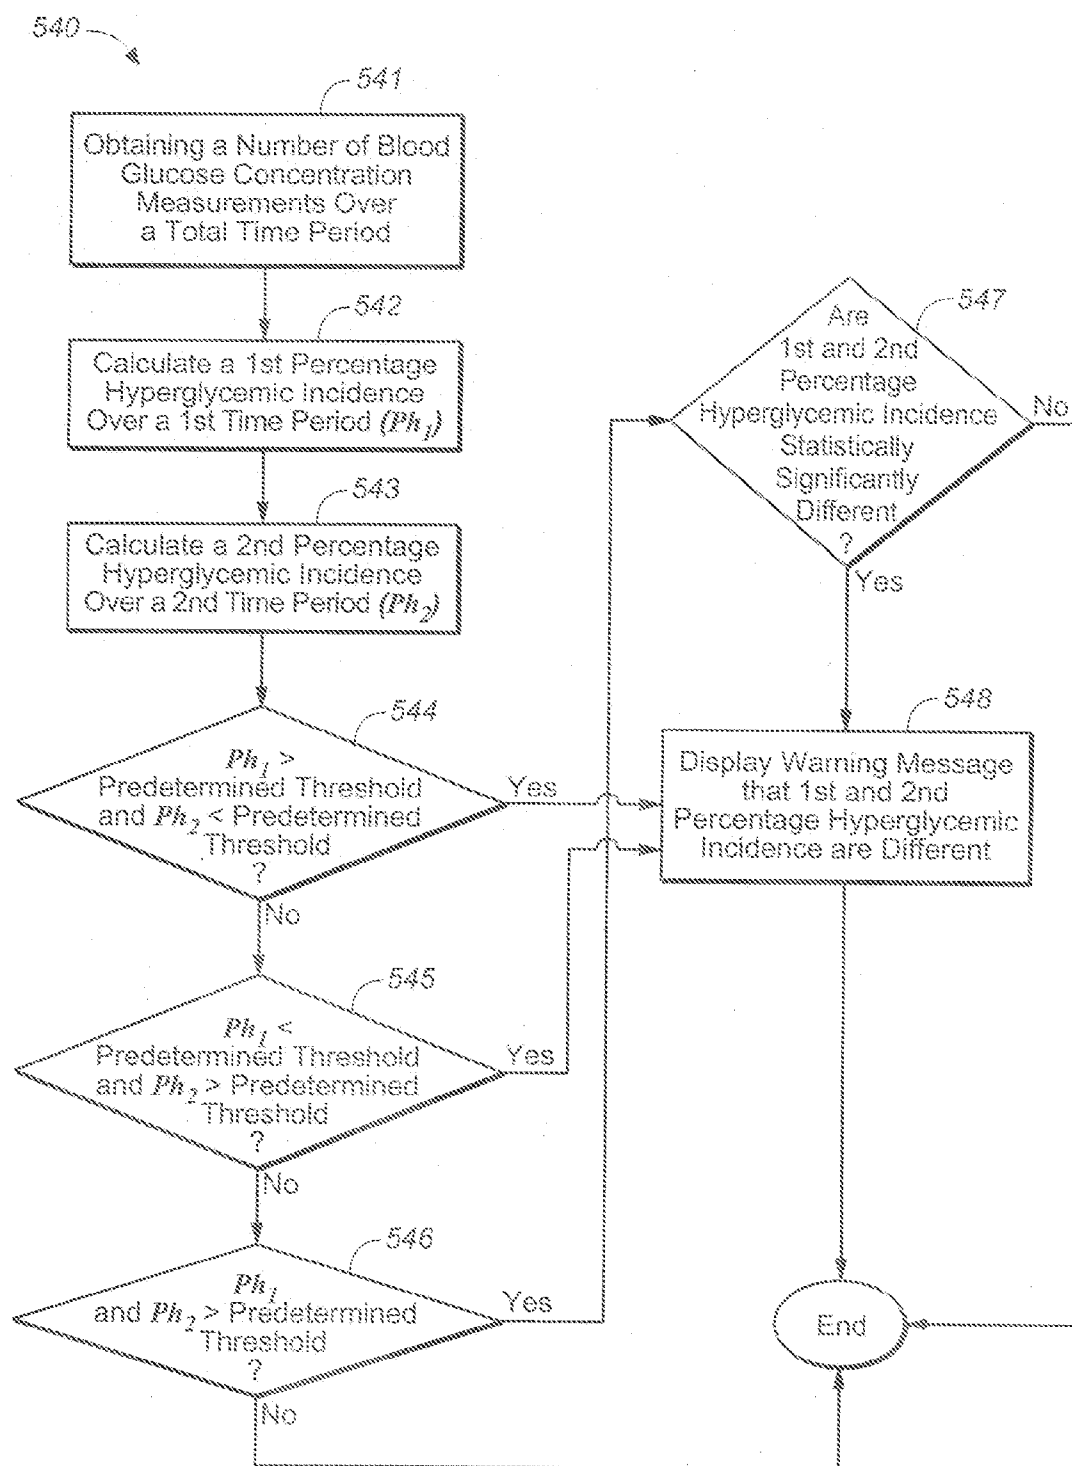 540
541
Obtaining a Number of Blood
Glucose Concentration
Measurements Over
a Total Time Period
542
Calculate a 1st Percentage
Hyperglycemic Incidence
Over a 1st Time Period (Ph1)
543
Calculate a 2nd Percentage
Hyperglycemic Incidence
Over a 2nd Time Period (Ph2)
544
Ph1 >
Predetermined Threshold
and Ph2 < Predetermined
Threshold
?
Yes
No
545
Ph1 <
Predetermined Threshold
and Ph2 > Predetermined
Threshold
?
Yes
No
546
Ph1
and Ph2 > Predetermined
Threshold
?
Yes
No
547
Are
1st and 2nd
Percentage
Hyperglycemic Incidence
Statistically
Significantly
Different
?
No
Yes
548
Display Warning Message
that 1st and 2nd
Percentage Hyperglycemic
Incidence are Different
End